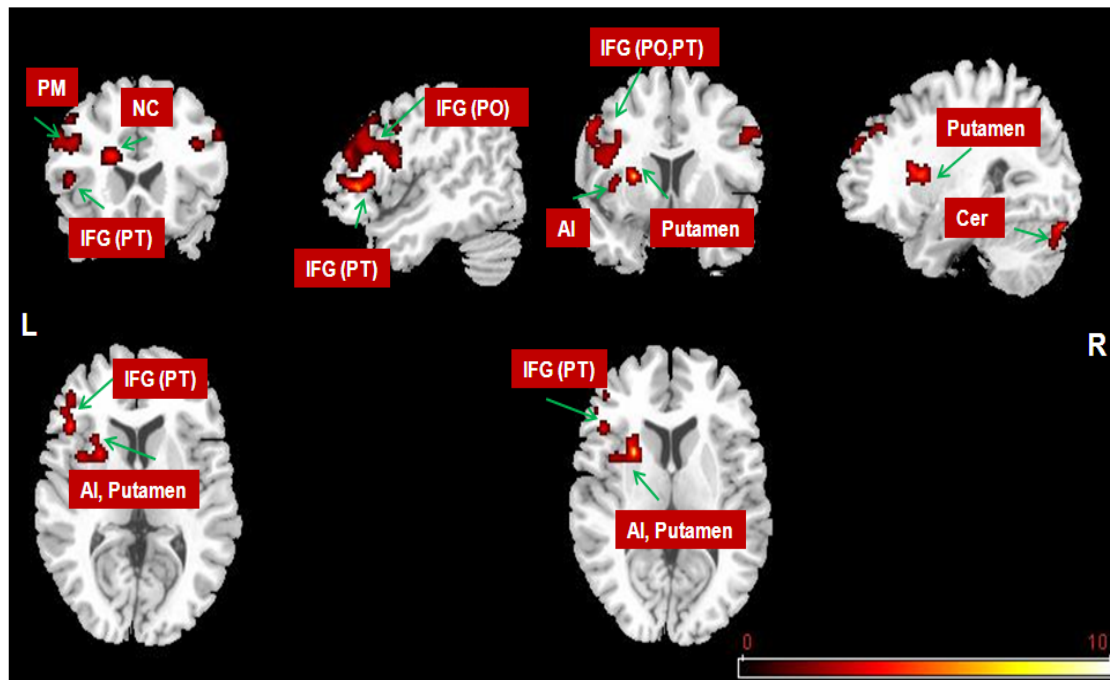 IFG (PO,PT)
PM
NC
IFG (PO)
Putamen
Cer
AI
Putamen
IFG (PT)
IFG (PT)
L
R
IFG (PT)
IFG (PT)
AI, Putamen
AI, Putamen
0
10